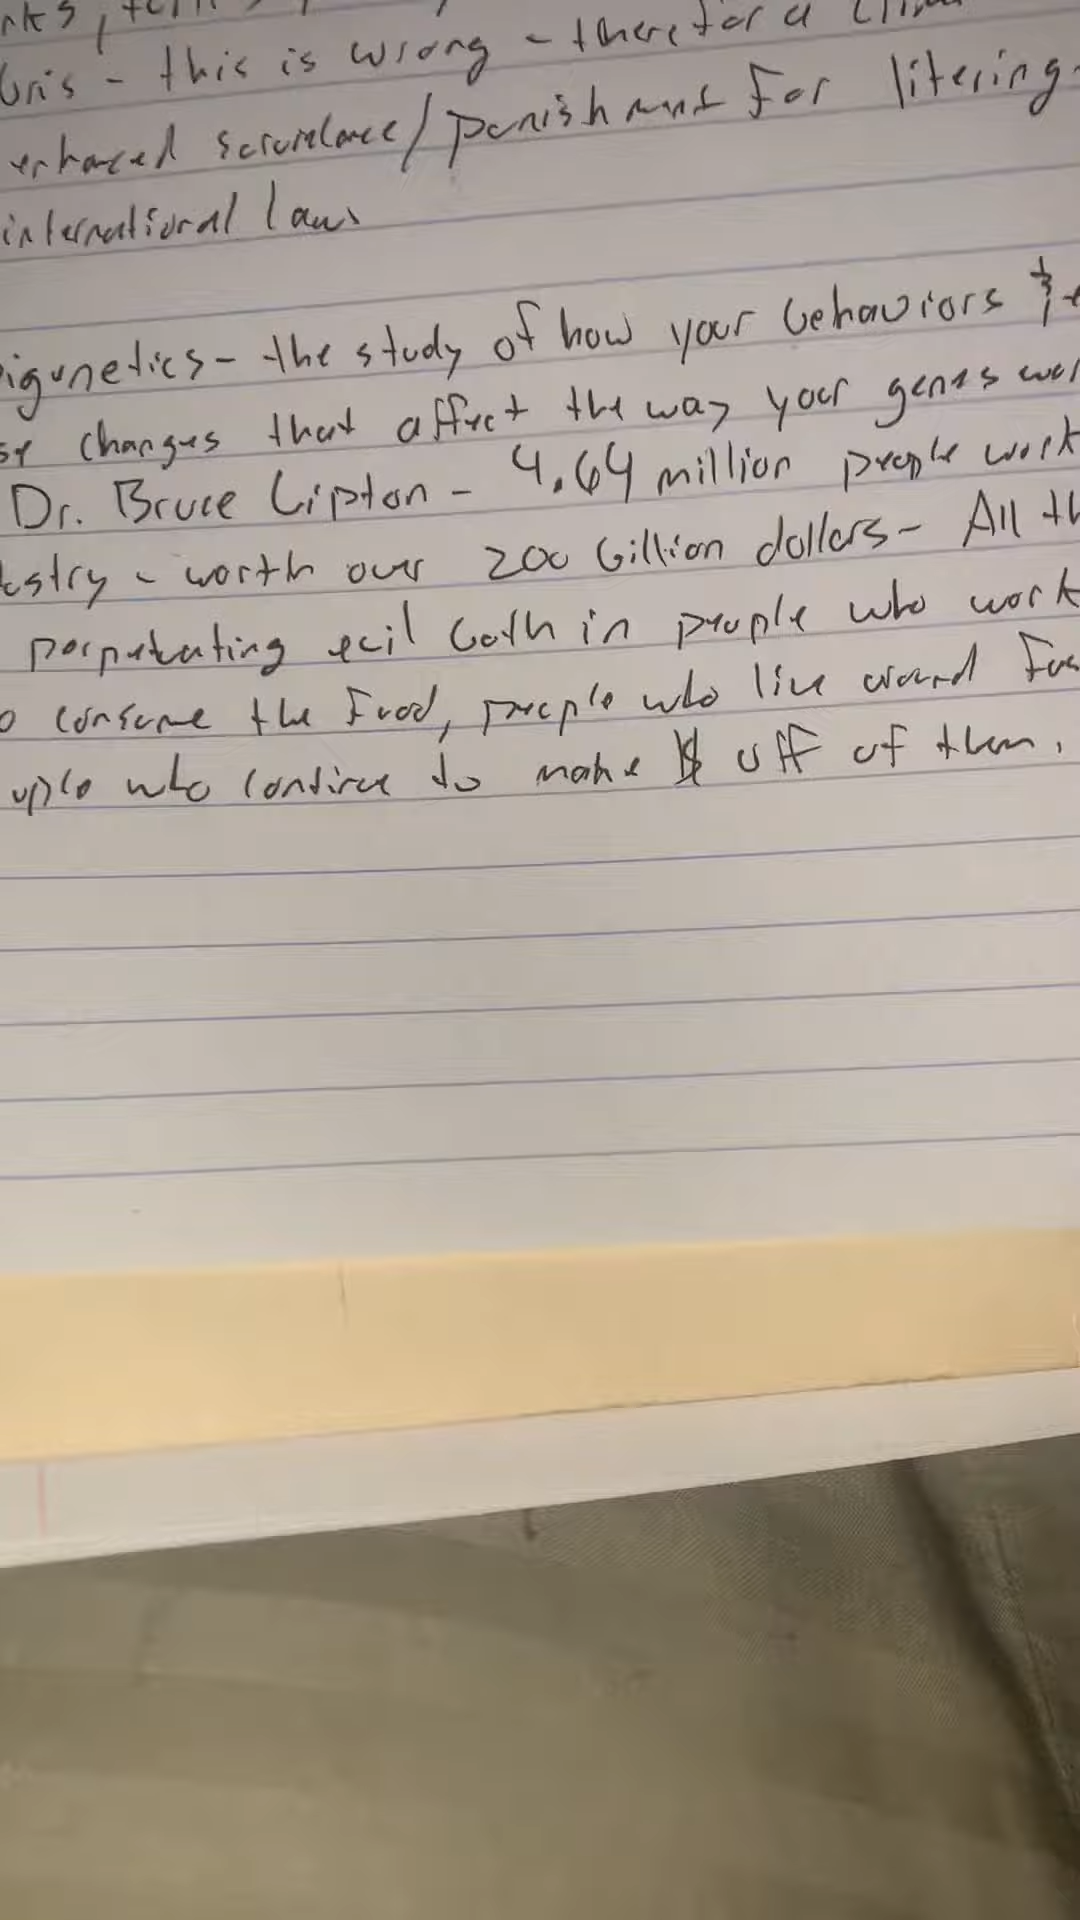 this is wrong - therefor a
enhanced /punishment for litering
international laws
igunetics - the study of how your behaviors &
changes that affect the way your genes
Dr. Bruce Lipton - 4.64 million people work
stry - worth over 200 billion dollars - All th
perpetuating evil both in people who work
o consume the food, people who live around
who continue to make $ off of them.